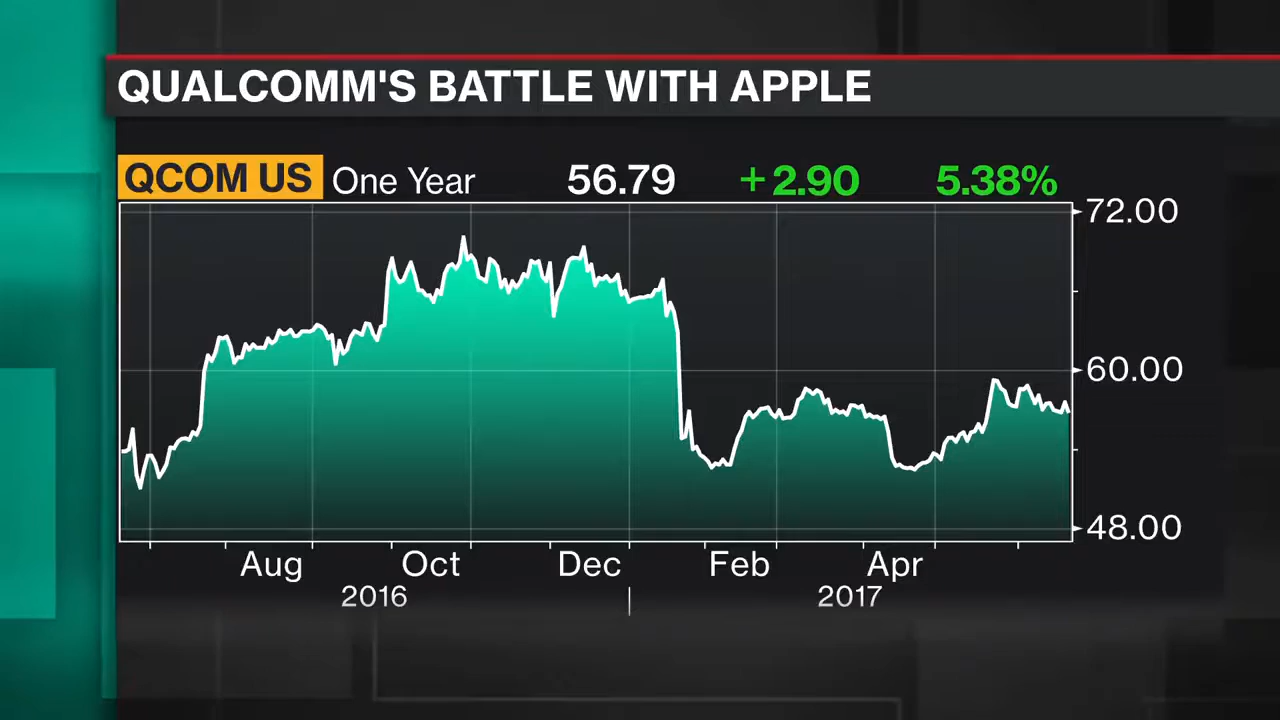 QUALCOMM'S BATTLE WITH APPLE
QCOM US One Year 56.79 +2.90 5.38%
72.00
60.00
48.00
Aug Oct Dec Feb Apr
2016 2017